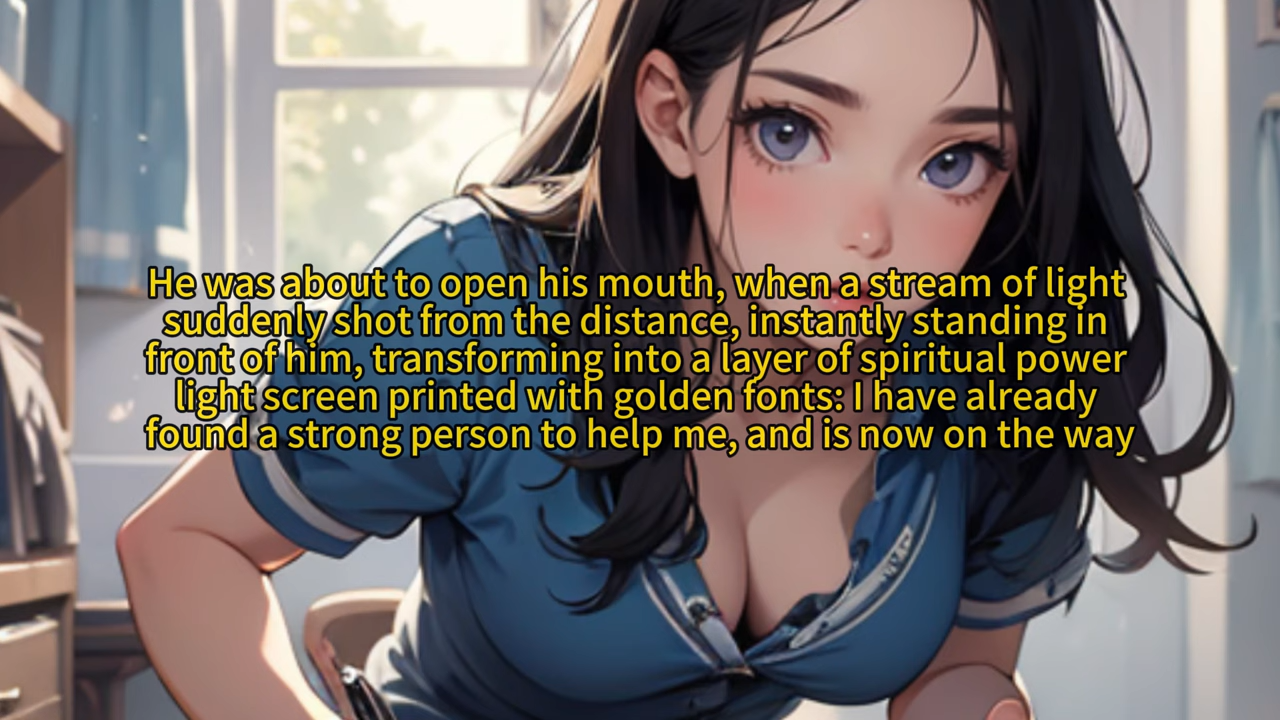 He was about to open his mouth, when a stream of light
suddenly shot from the distance, instantly standing in
front of him, transforming into a layer of spiritual power
light screen printed with golden fonts: I have already
found a strong person to help me, and is now on the way